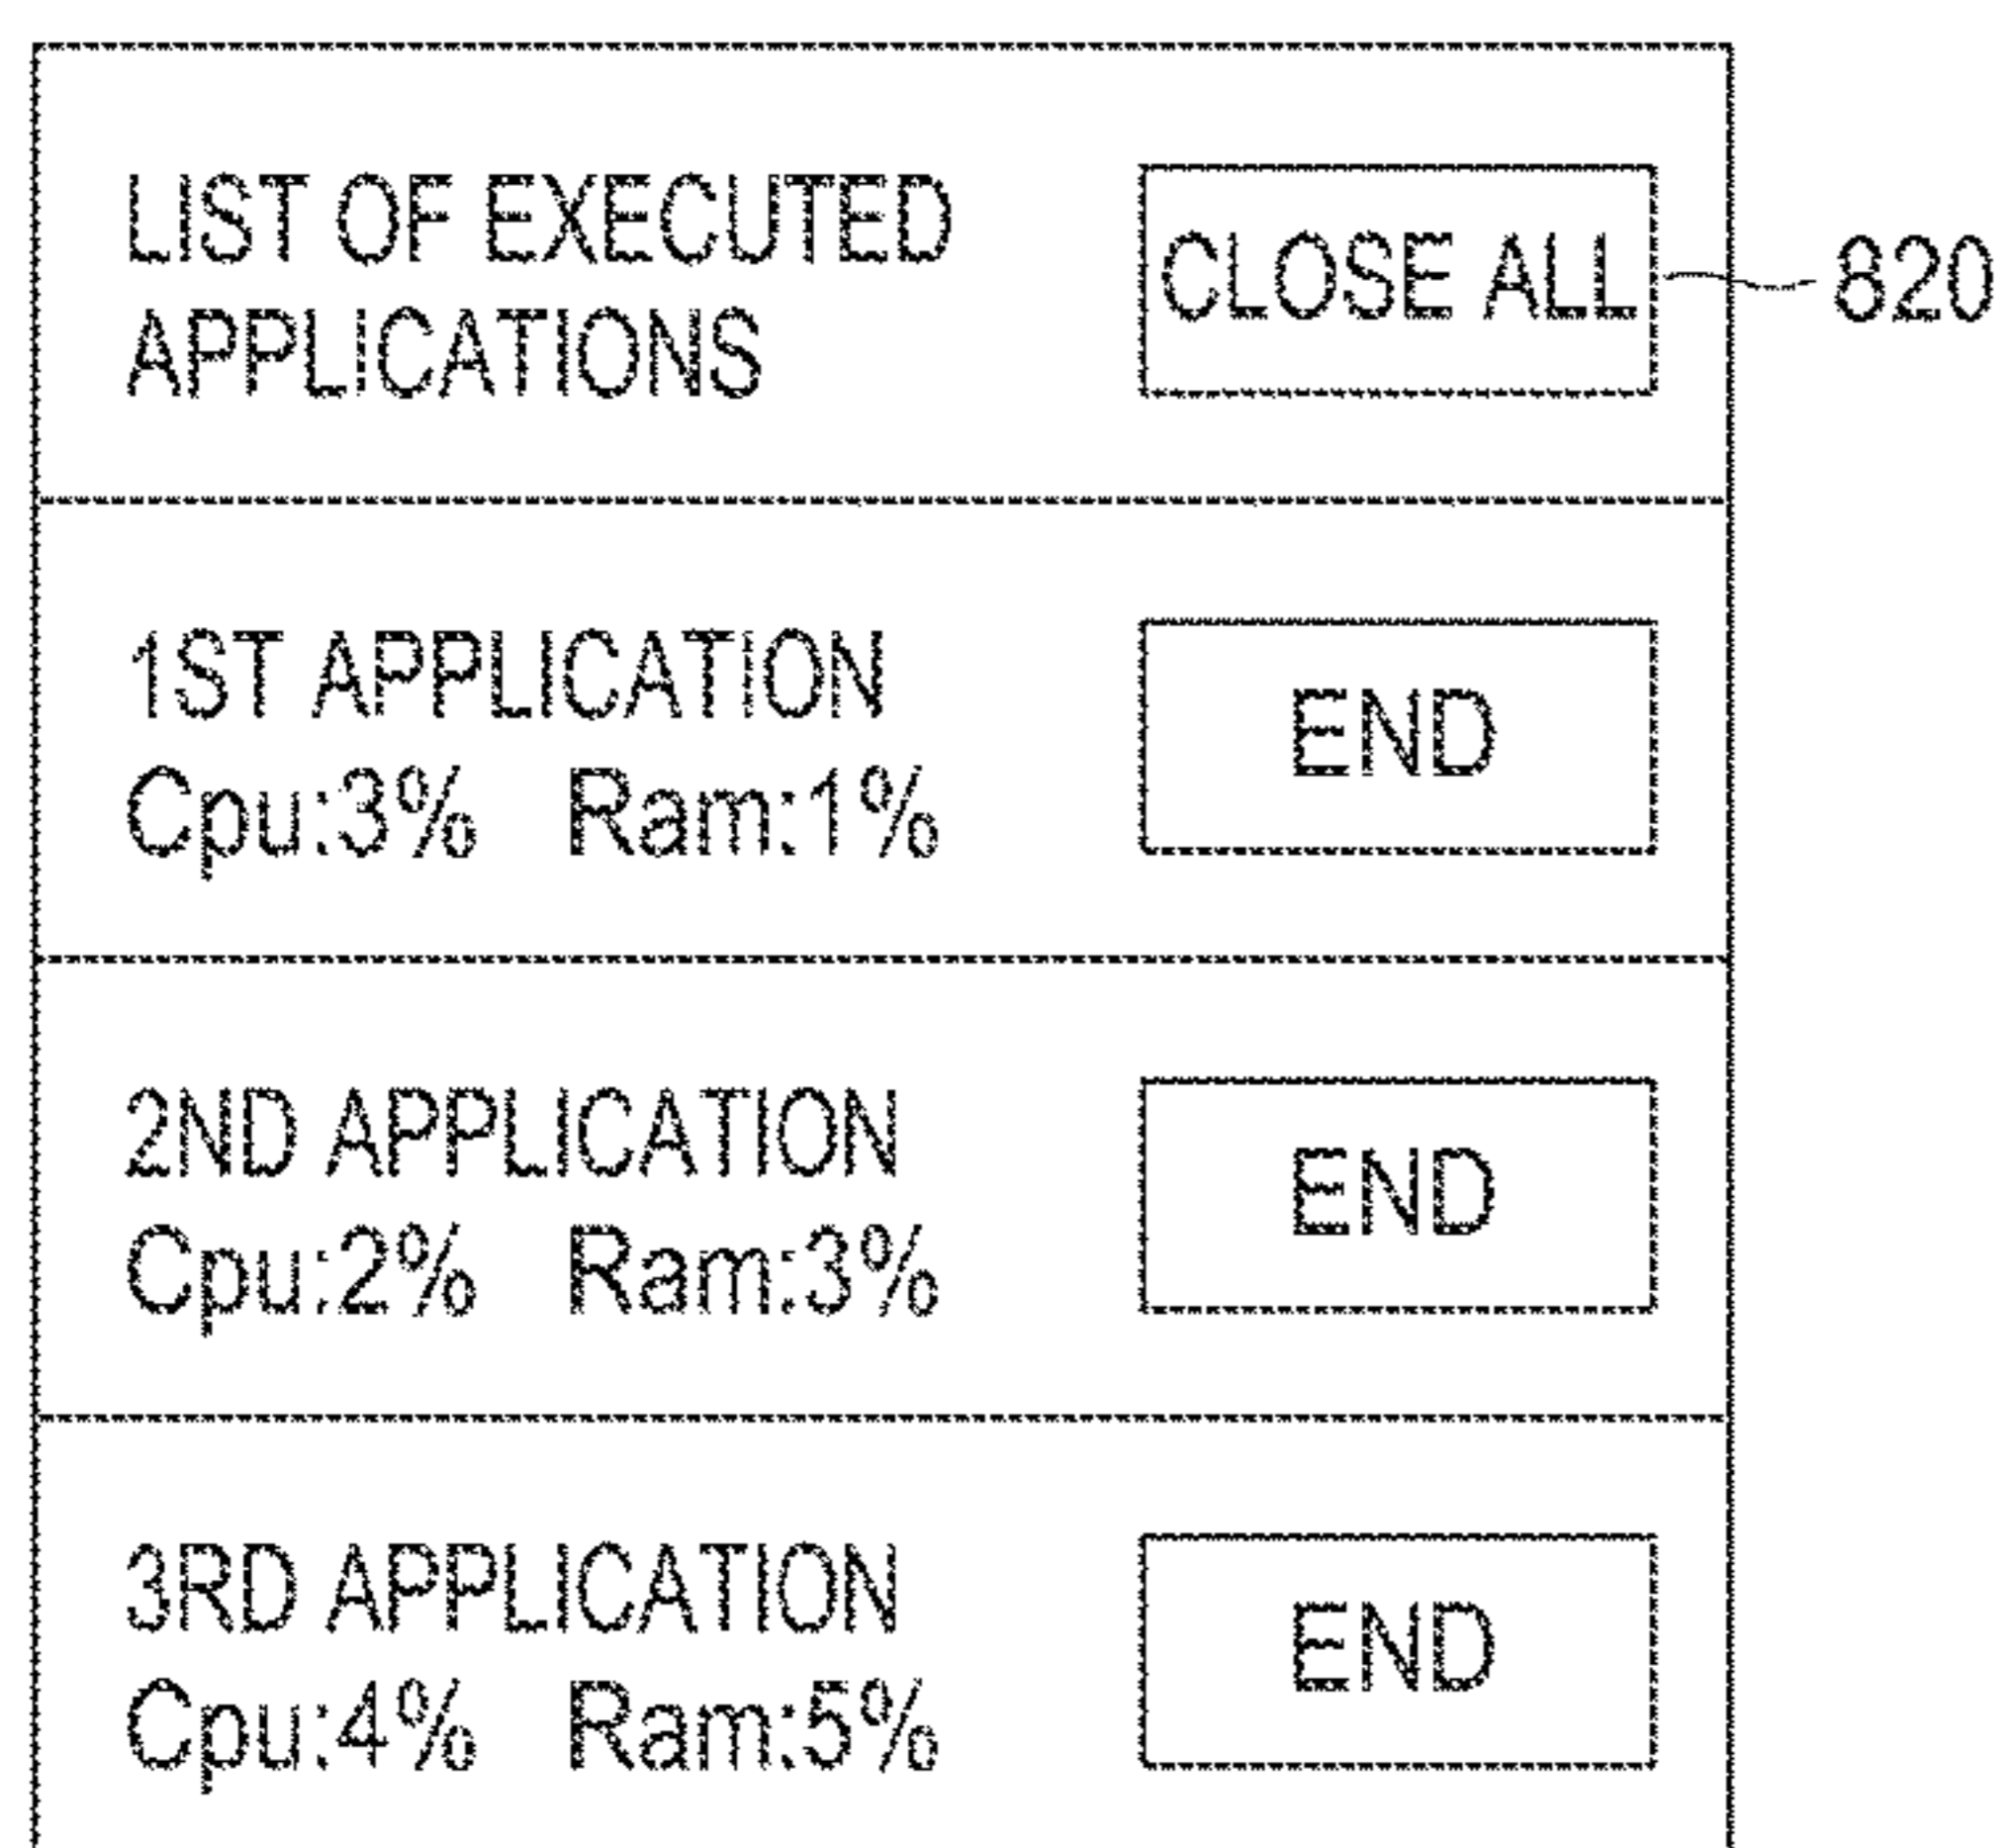 LIST OF EXECUTED
APPLICATIONS
CLOSE ALL
820
1ST APPLICATION
Cpu:3% Ram:1%
END
2ND APPLICATION
Cpu:2% Ram:3%
END
3RD APPLICATION
Cpu:4% Ram:5%
END